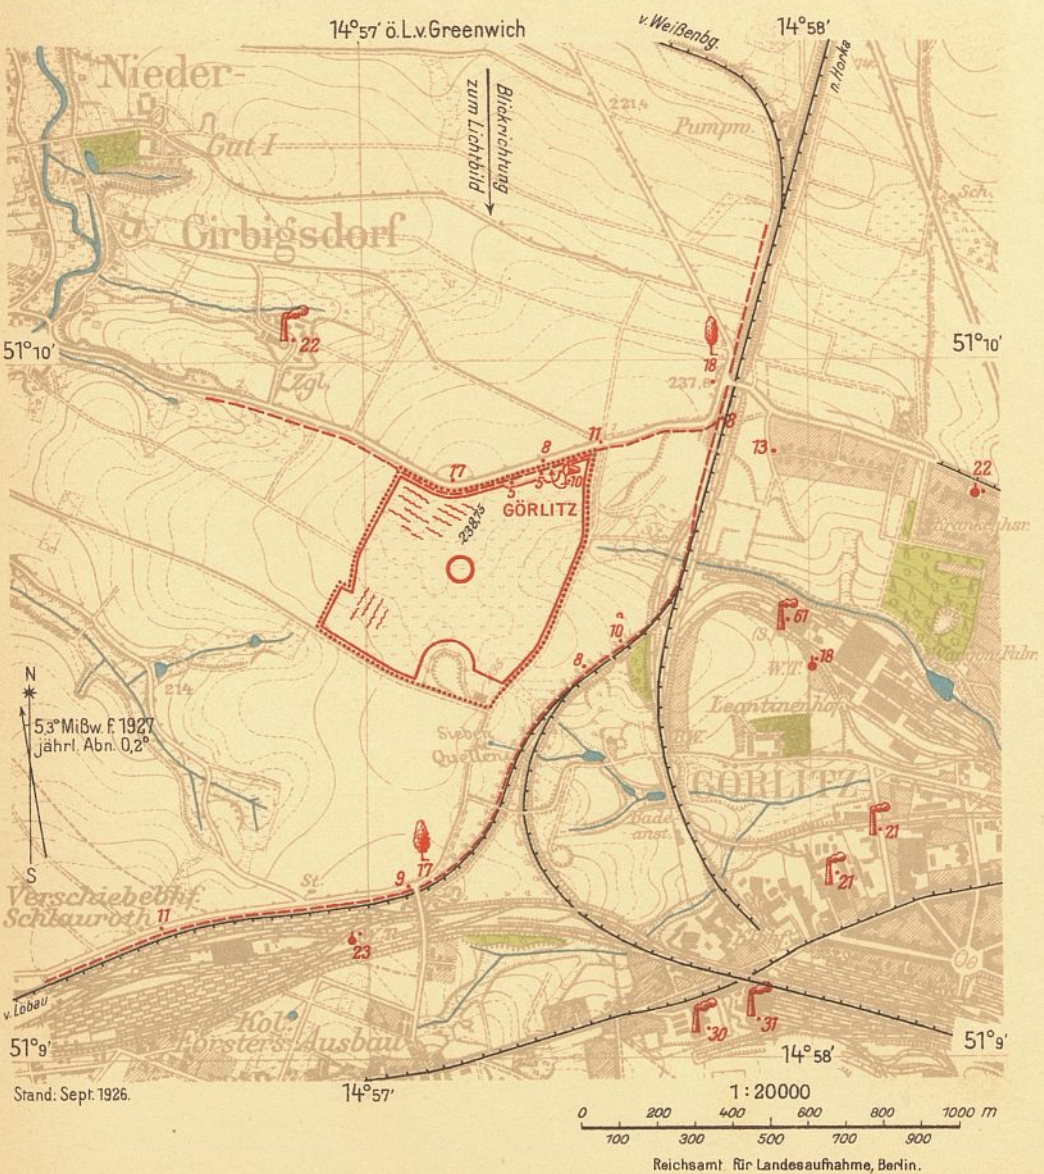 14°57′ ö.L.v.Greenwich
v. Weißenbg.
14°58′
n. Horka
Nieder-
Gut I
Girbigsdorf
Blickrichtung
zum Lichtbild
221,4
Pumpw.
Sch.
51°10′
22
Zgl.
18
237,6
51°10′
18
11
8
17
5
5
10
GÖRLITZ
238,75
13
22
Krankenhsr.
10
61
18
W.T.
8
Leontinenhof
214
N
5,3° Mißw. f. 1927
jährl. Abn. 0,2°
S
Sieben
Quellen
GÖRLITZ
Bade-
anst.
21
21
17
9
St.
Verschiebebhf.
Schlauroth
11
23
v. Löbau
Kol.
Försters Ausbau
30
31
51°9′
14°58′
51°9′
Stand: Sept. 1926.
14°57′
1:20000
0 200 400 600 800 1000 m
100 300 500 700 900
Reichsamt für Landesaufnahme, Berlin.